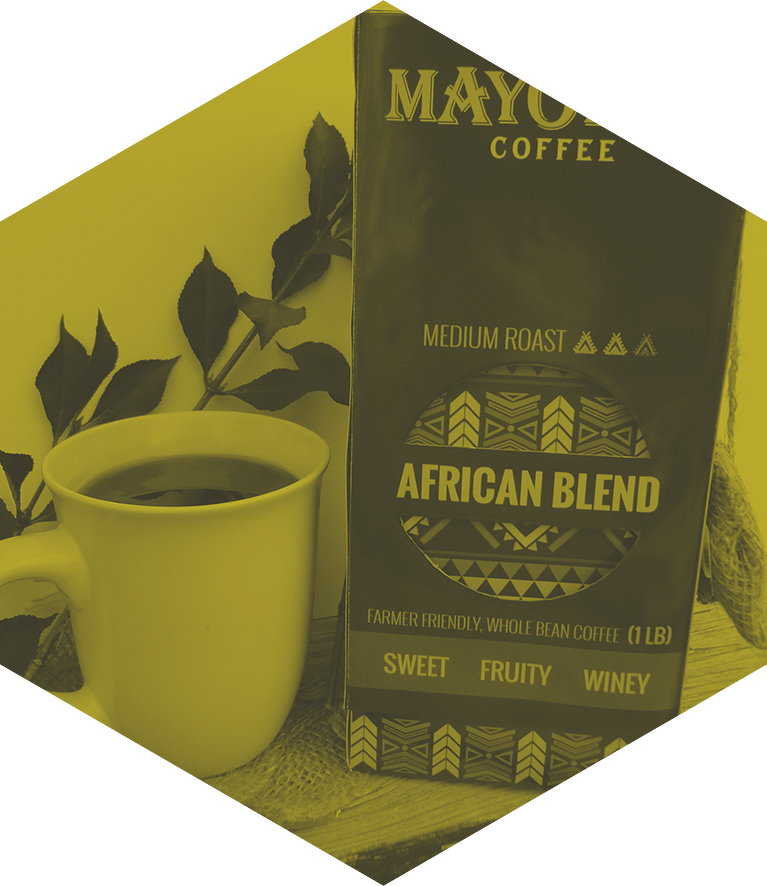 COFFEE
MEDIUM ROAST
AFRICAN BLEND
FARMER FRIENDLY, WHOLE BEAN COFFEE (1 LB)
SWEET FRUITY WINEY